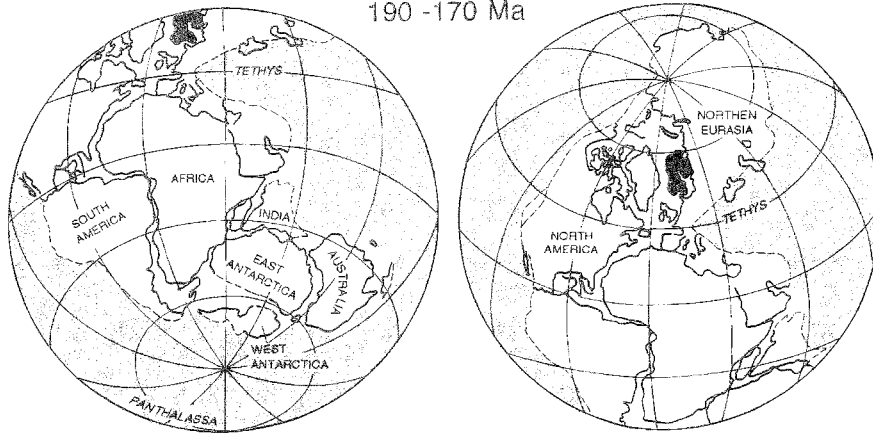 190 -170 Ma
TETHYS
AFRICA
SOUTH
AMERICA
INDIA
EAST
ANTARCTICA
AUSTRALIA
WEST
ANTARCTICA
PANTHALASSA
NORTHEN
EURASIA
TETHYS
NORTH
AMERICA